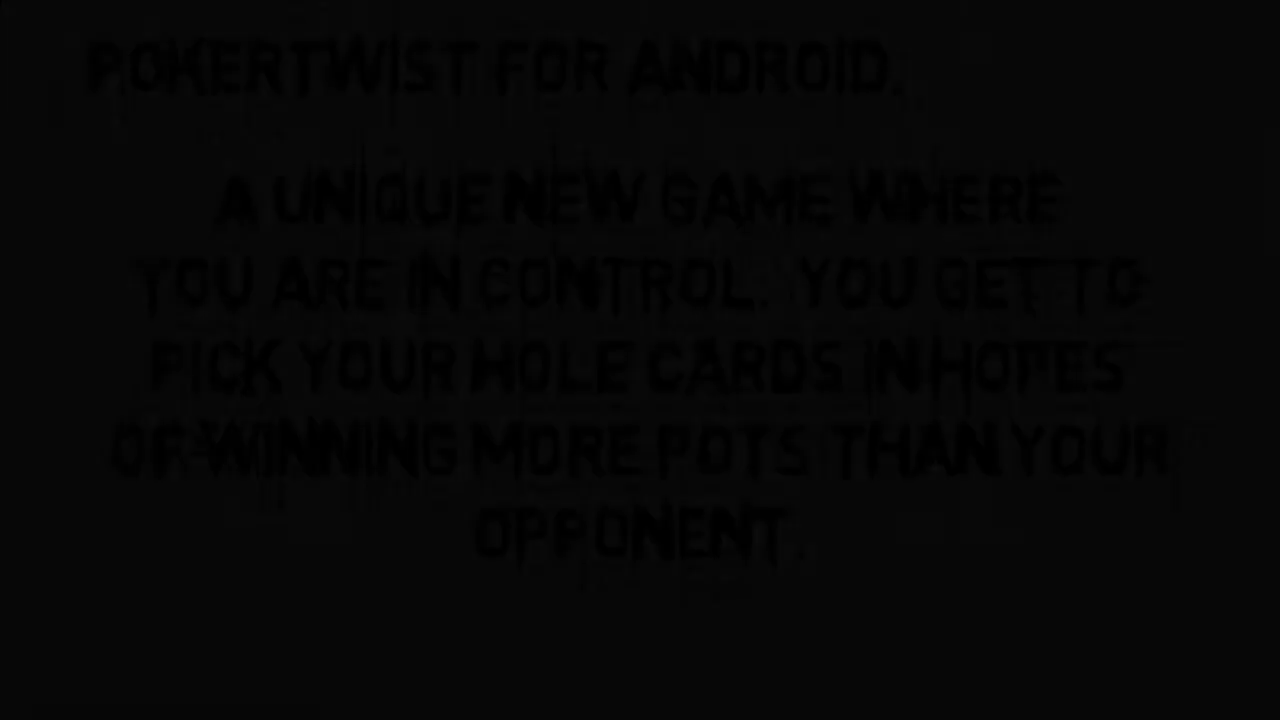 POKERTWIST FOR ANDROID.
A UNIQUE NEW GAME WHERE
YOU ARE IN CONTROL. YOU GET TO
PICK YOUR HOLE CARDS IN HOPES
OF WINNING MORE POTS THAN YOUR
OPPONENT.